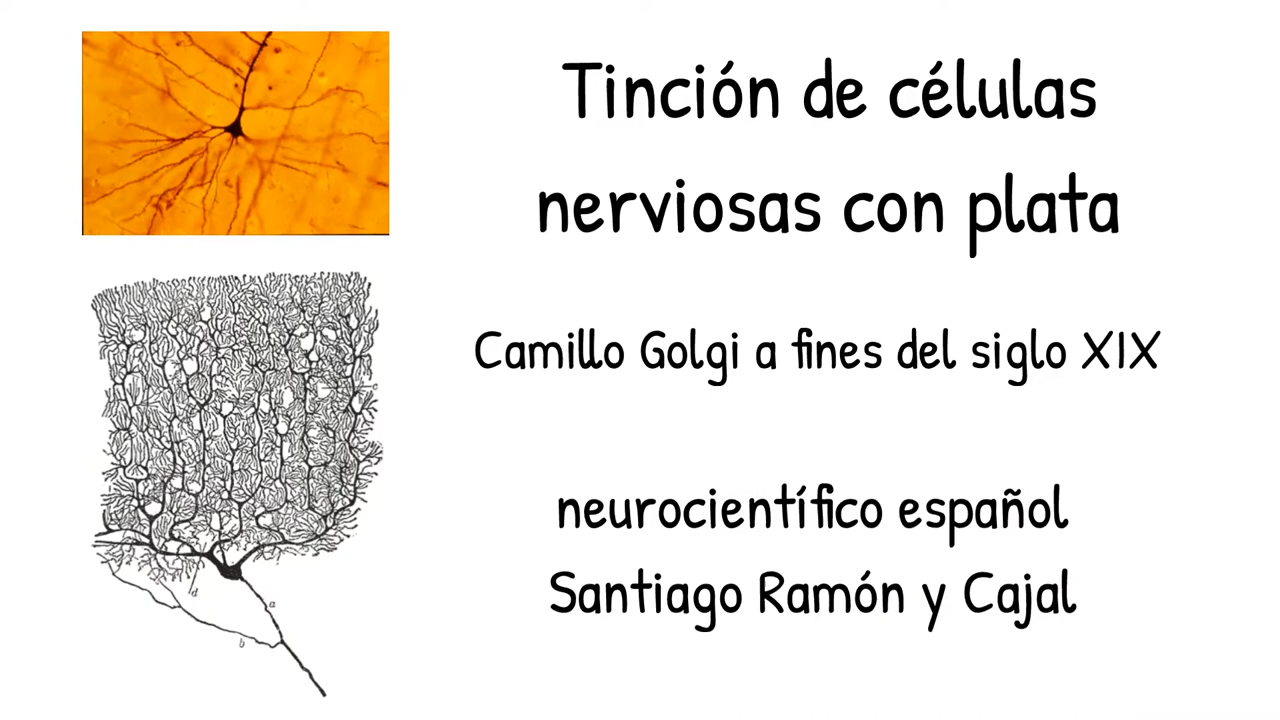 Tinción de células
nerviosas con plata
Camillo Golgi a fines del siglo XIX
neurocientífico español
Santiago Ramón y Cajal
c
d
a
b